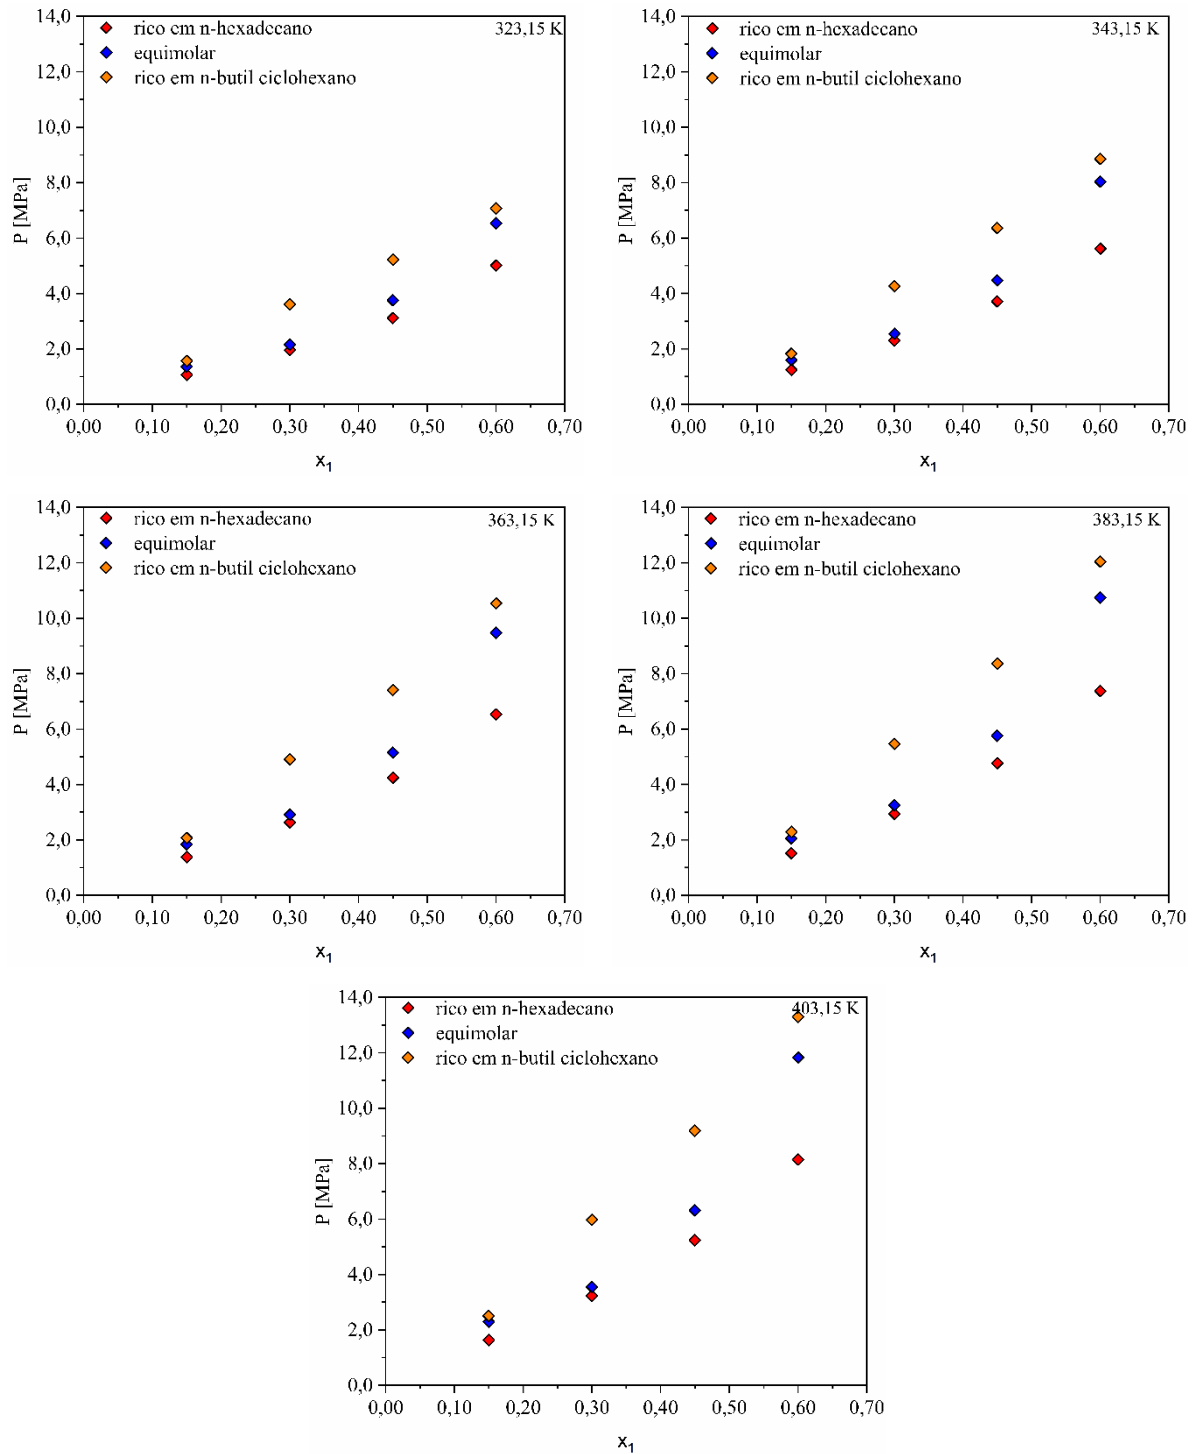 14,0
12,0
10,0
8,0
6,0
4,0
2,0
0,0
P [MPa]
rico em n-hexadecano
equimolar
rico em n-butil ciclohexano
323,15 K
0,00 0,10 0,20 0,30 0,40 0,50 0,60 0,70
x1
14,0
12,0
10,0
8,0
6,0
4,0
2,0
0,0
P [MPa]
rico em n-hexadecano
equimolar
rico em n-butil ciclohexano
343,15 K
0,00 0,10 0,20 0,30 0,40 0,50 0,60 0,70
x1
14,0
12,0
10,0
8,0
6,0
4,0
2,0
0,0
P [MPa]
rico em n-hexadecano
equimolar
rico em n-butil ciclohexano
363,15 K
0,00 0,10 0,20 0,30 0,40 0,50 0,60 0,70
x1
14,0
12,0
10,0
8,0
6,0
4,0
2,0
0,0
P [MPa]
rico em n-hexadecano
equimolar
rico em n-butil ciclohexano
383,15 K
0,00 0,10 0,20 0,30 0,40 0,50 0,60 0,70
x1
14,0
12,0
10,0
8,0
6,0
4,0
2,0
0,0
P [MPa]
rico em n-hexadecano
equimolar
rico em n-butil ciclohexano
403,15 K
0,00 0,10 0,20 0,30 0,40 0,50 0,60 0,70
x1